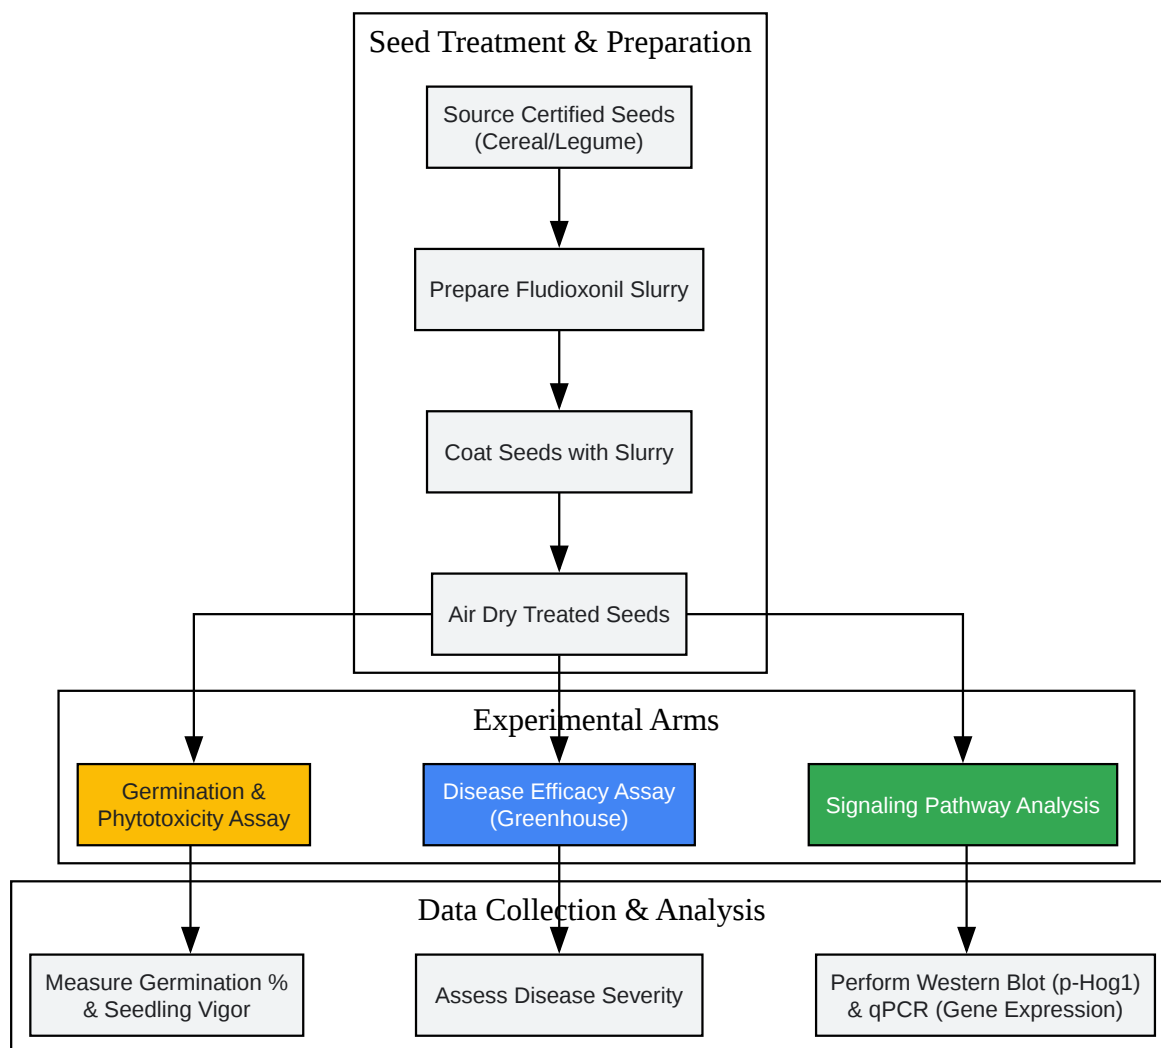 Seed Treatment & Preparation
Source Certified Seeds
(Cereal/Legume)
Prepare Fludioxonil Slurry
Coat Seeds with Slurry
Air Dry Treated Seeds
Experimental Arms
Germination &
Phytotoxicity Assay
Disease Efficacy Assay
(Greenhouse)
Signaling Pathway Analysis
Data Collection & Analysis
Measure Germination %
& Seedling Vigor
Assess Disease Severity
Perform Western Blot (p-Hog1)
& qPCR (Gene Expression)